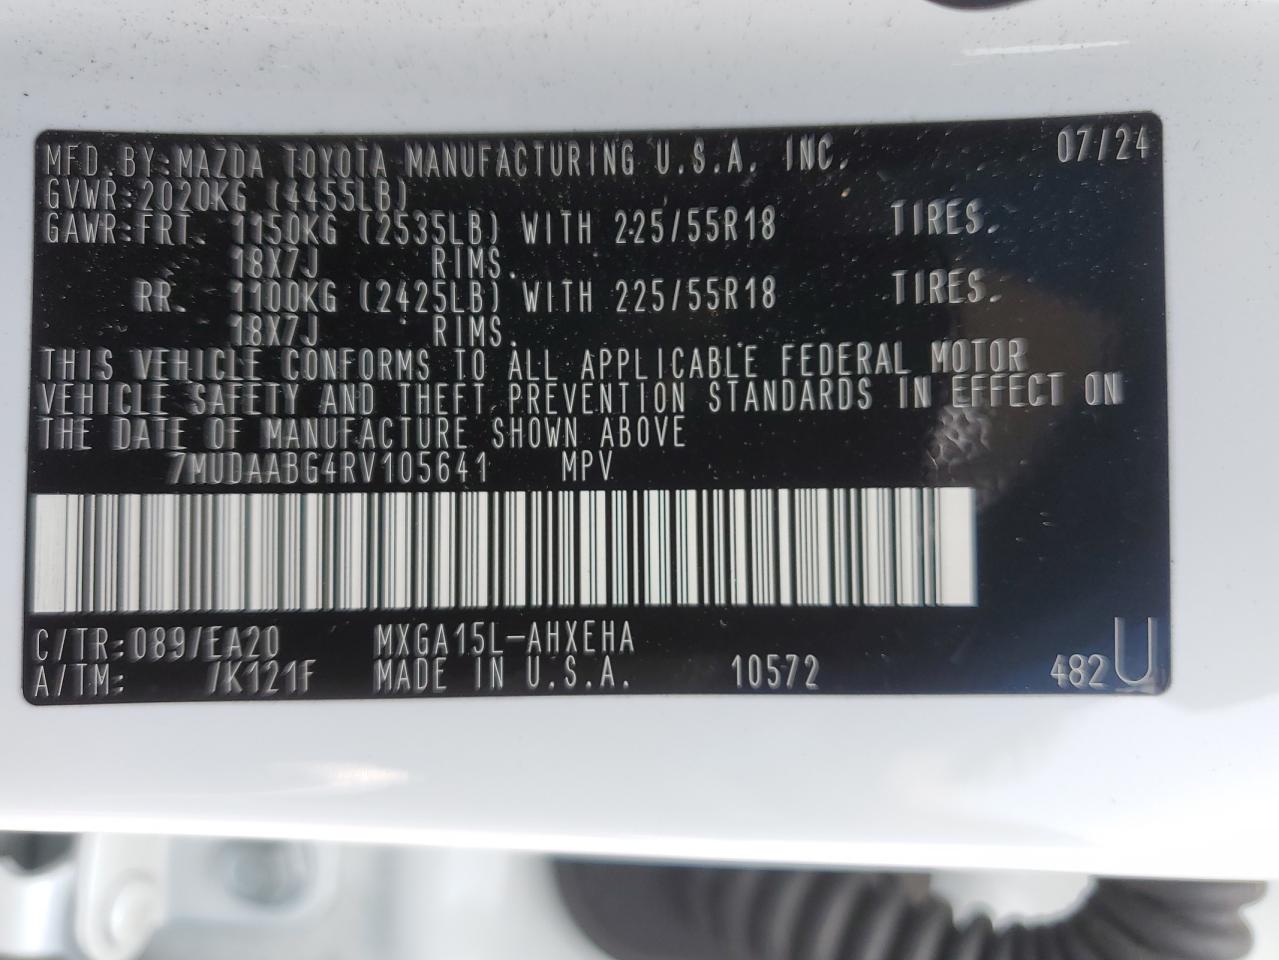 MFD. BY: MAZDA TOYOTA MANUFACTURING U.S.A. INC. 07/24
GVWR: 2020KG (4455LB)
GAWR: FRT. 1150KG (2535LB) WITH 225/55R18 TIRES.
18X7J RIMS.
RR. 1100KG (2425LB) WITH 225/55R18 TIRES.
18X7J RIMS.
THIS VEHICLE CONFORMS TO ALL APPLICABLE FEDERAL MOTOR
VEHICLE SAFETY AND THEFT PREVENTION STANDARDS IN EFFECT ON
THE DATE OF MANUFACTURE SHOWN ABOVE
7MUDAABG4RV105641 MPV
C/TR: 089/EA20 MXGA15L-AHXEHA
A/TM: /K121F MADE IN U.S.A. 10572 482U